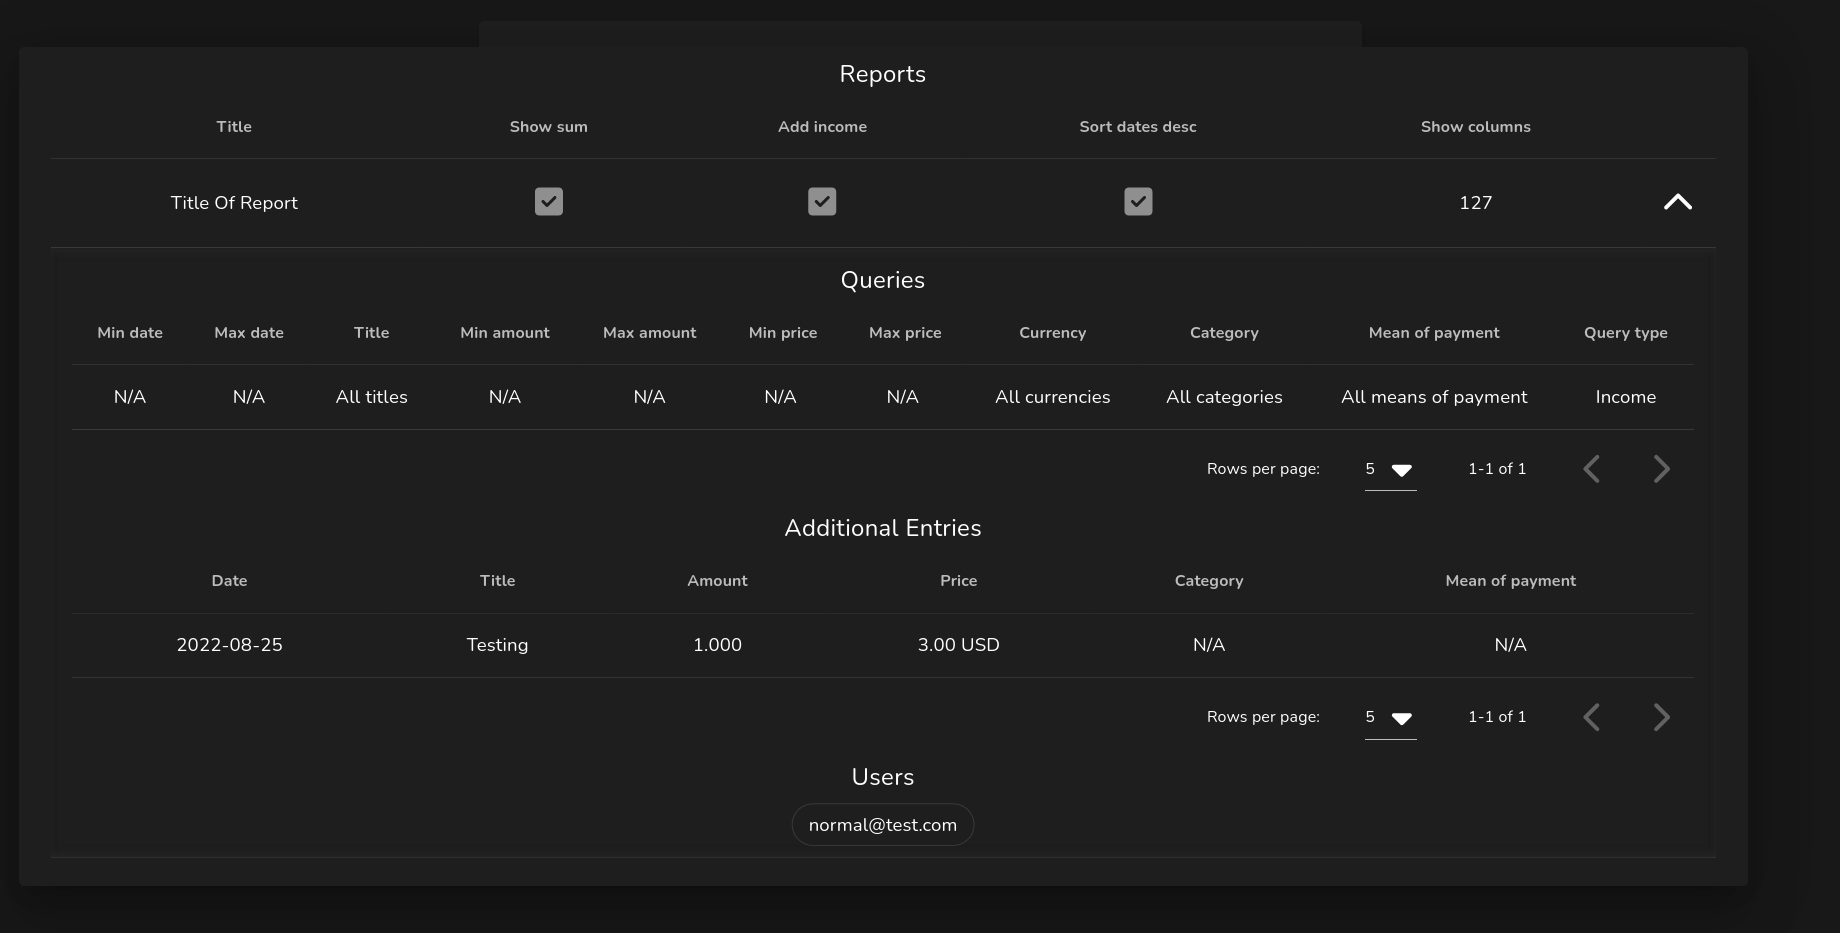 Reports
Title Show sum Add income Sort dates desc Show columns
Title Of Report 127
Queries
Min date Max date Title Min amount Max amount Min price Max price Currency Category Mean of payment Query type
N/A N/A All titles N/A N/A N/A N/A All currencies All categories All means of payment Income
Rows per page: 5 1-1 of 1
Additional Entries
Date Title Amount Price Category Mean of payment
2022-08-25 Testing 1.000 3.00 USD N/A N/A
Rows per page: 5 1-1 of 1
Users
normal@test.com